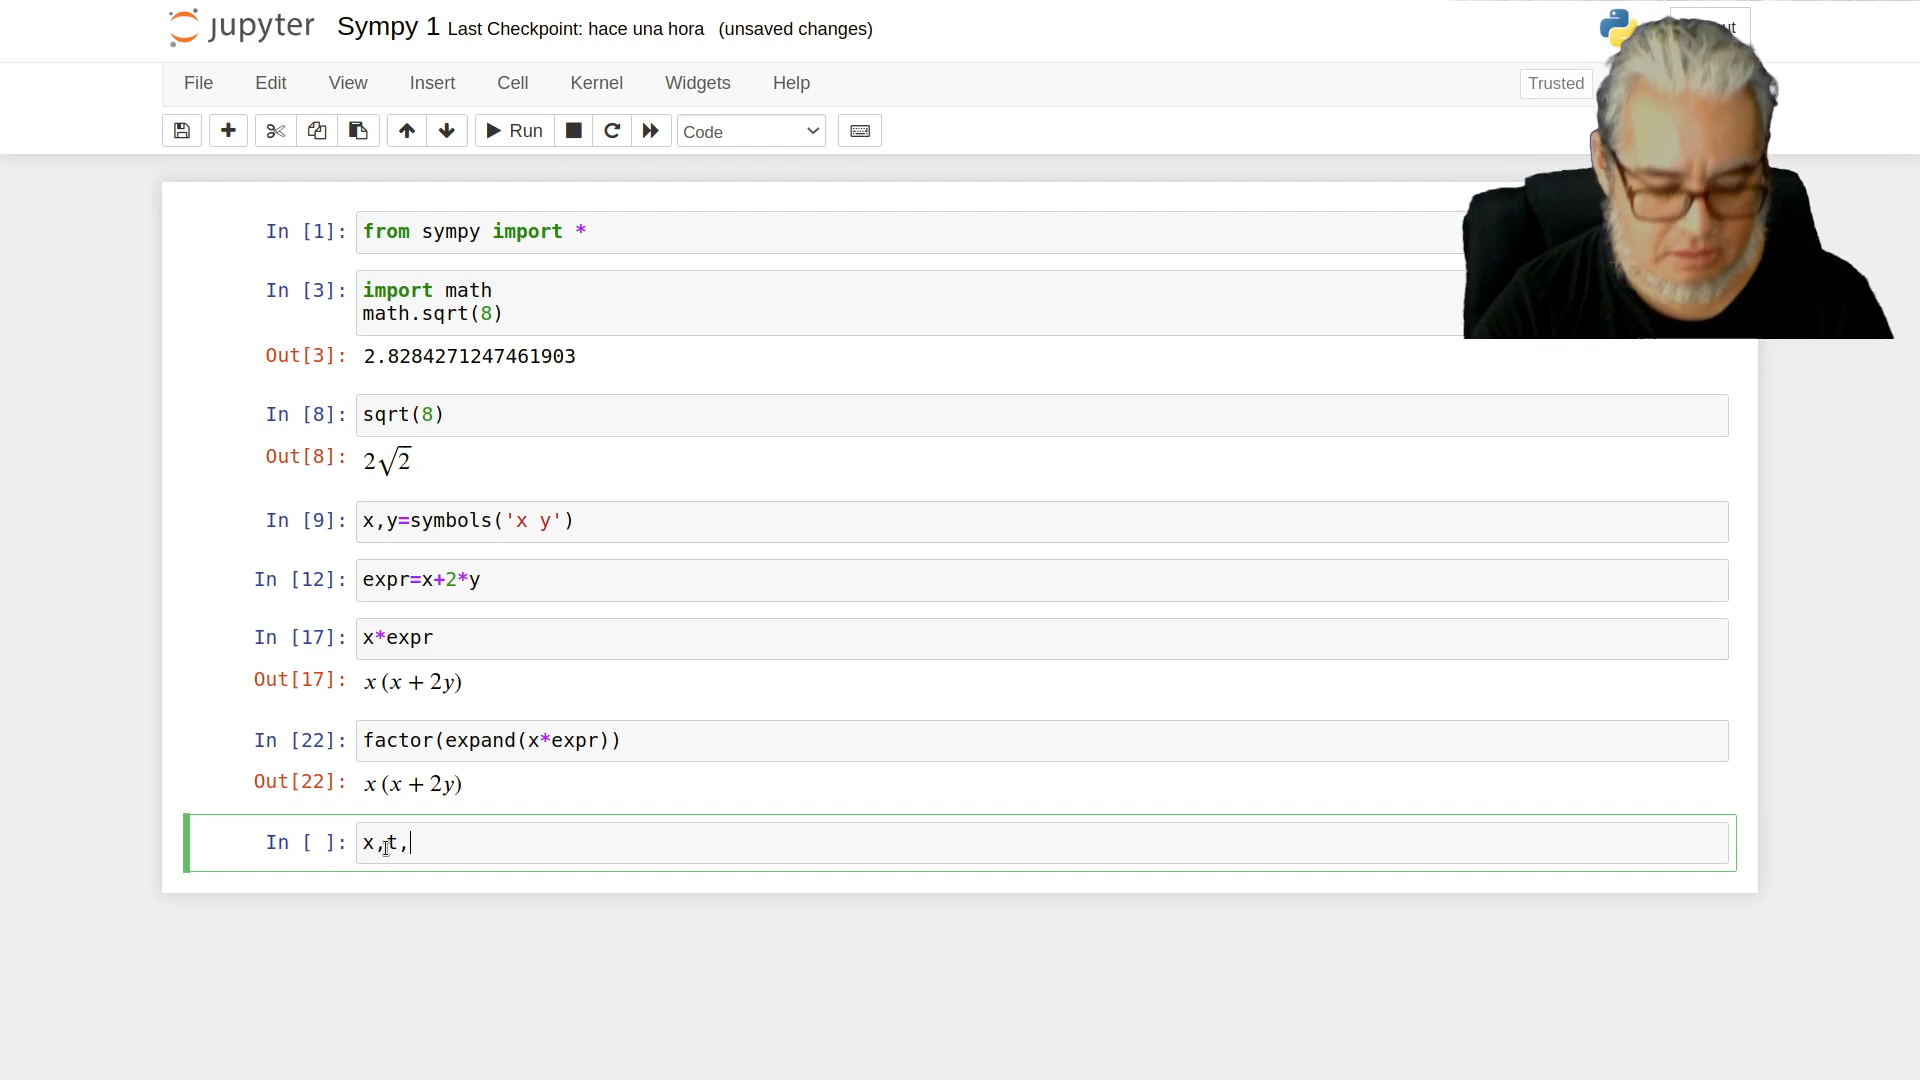 jupyter Sympy 1 Last Checkpoint: hace una hora (unsaved changes)
File Edit View Insert Cell Kernel Widgets Help Trusted
Run Code
In [1]: from sympy import *
In [3]: import math
math.sqrt(8)
Out[3]: 2.8284271247461903
In [8]: sqrt(8)
Out[8]: 2√2
In [9]: x,y=symbols('x y')
In [12]: expr=x+2*y
In [17]: x*expr
Out[17]: x (x + 2y)
In [22]: factor(expand(x*expr))
Out[22]: x (x + 2y)
In [ ]: x,t,